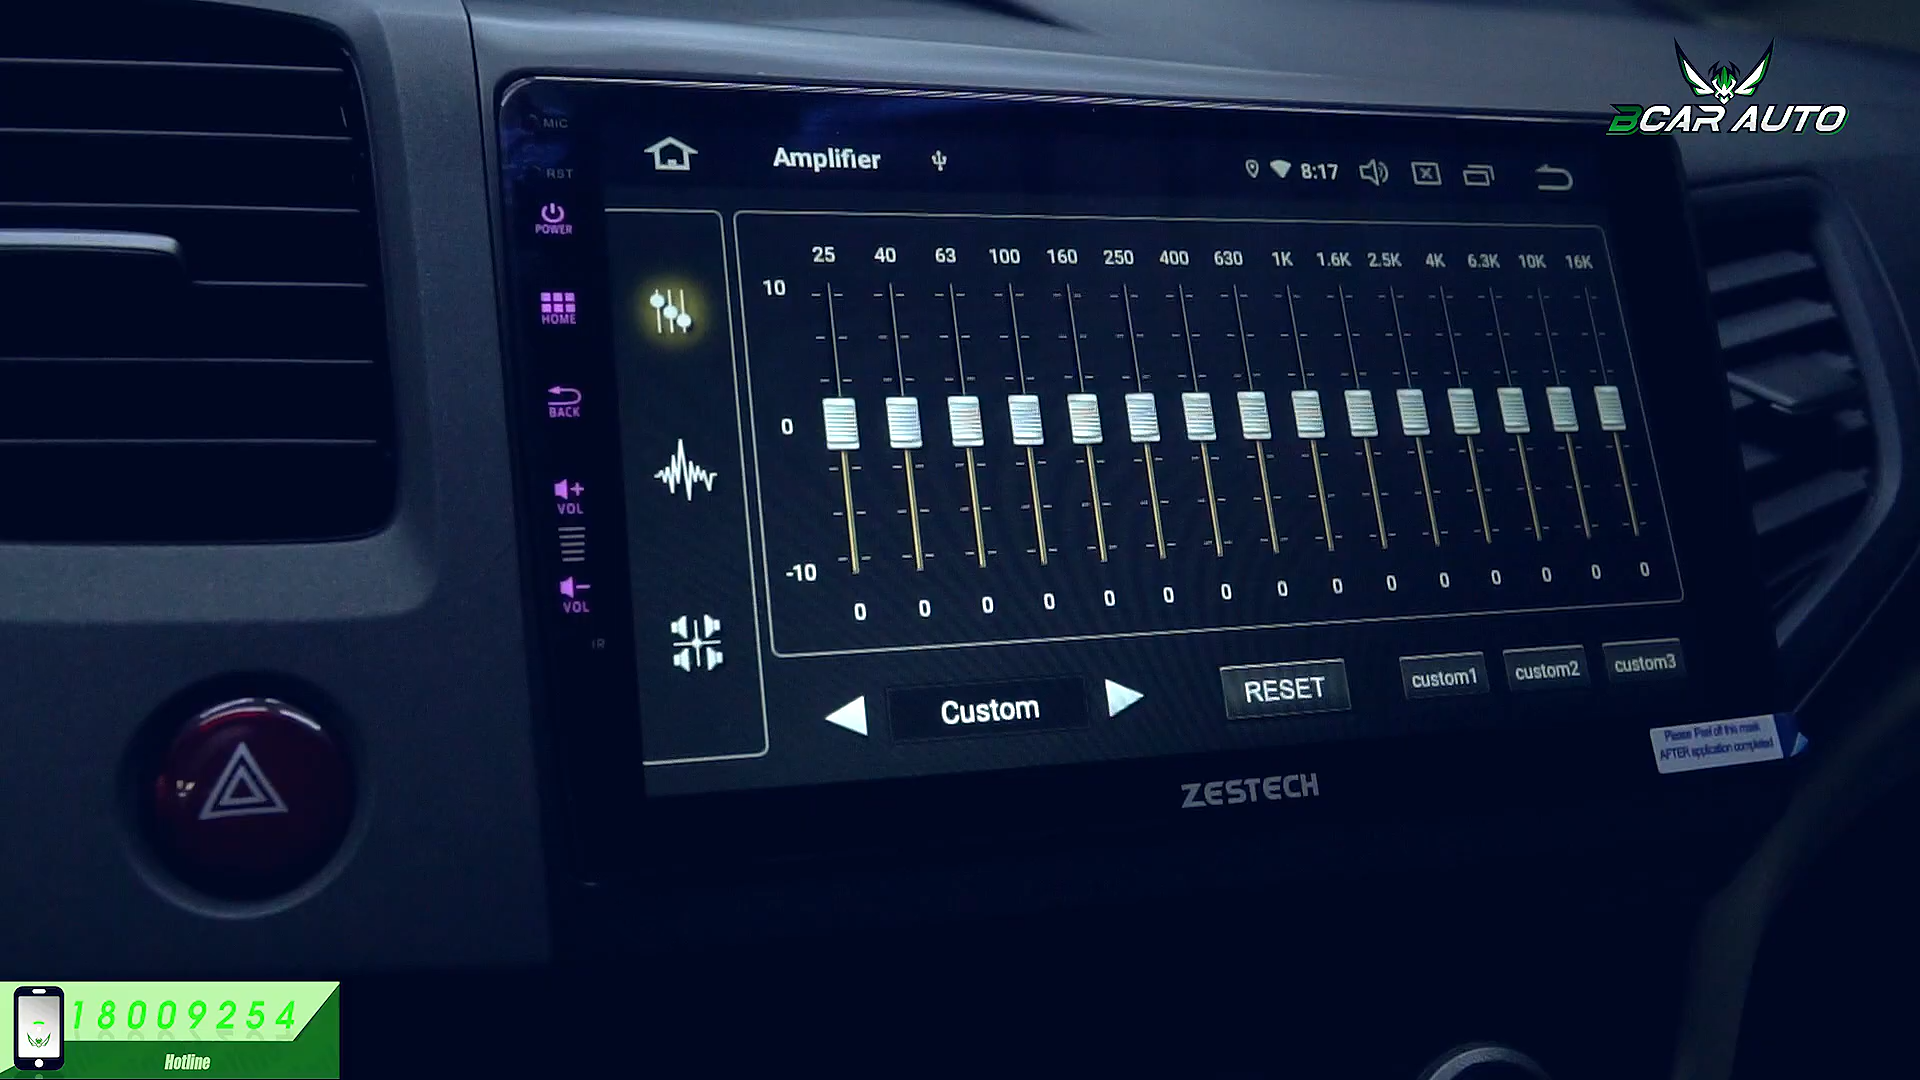 BCAR AUTO
MIC
RST
POWER
HOME
BACK
VOL
VOL
IR
Amplifier
8:17
25 40 63 100 160 250 400 630 1K 1.6K 2.5K 4K 6.3K 10K 16K
10
0
-10
0 0 0 0 0 0 0 0 0 0 0 0 0 0 0
Custom
RESET
custom1
custom2
custom3
Please Peel off this mask
AFTER application completed
ZESTECH
18009254
Hotline